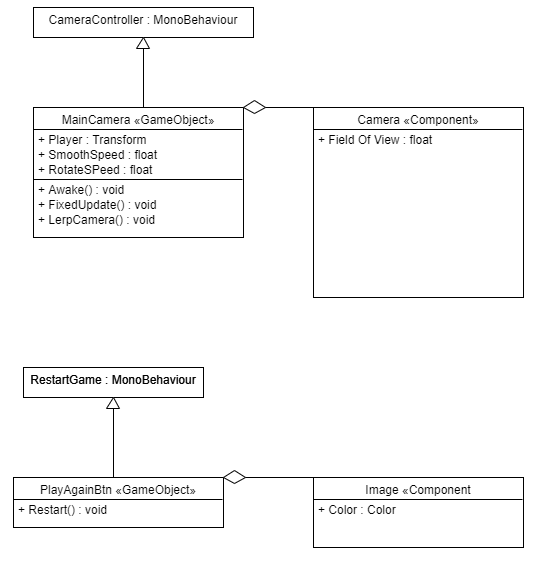 CameraController : MonoBehaviour
MainCamera «GameObject»
+ Player : Transform
+ SmoothSpeed : float
+ RotateSPeed : float
+ Awake() : void
+ FixedUpdate() : void
+ LerpCamera() : void
Camera «Component»
+ Field Of View : float
RestartGame : MonoBehaviour
PlayAgainBtn «GameObject»
+ Restart() : void
Image «Component
+ Color : Color